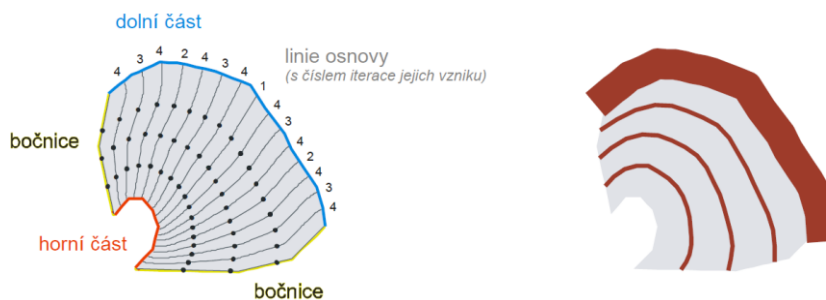 dolní část
linie osnovy
(s číslem iterace jejich vzniku)
4 3 4 2 4 3 4 1 4 3 4 2 4 3 4
bočnice
horní část
bočnice